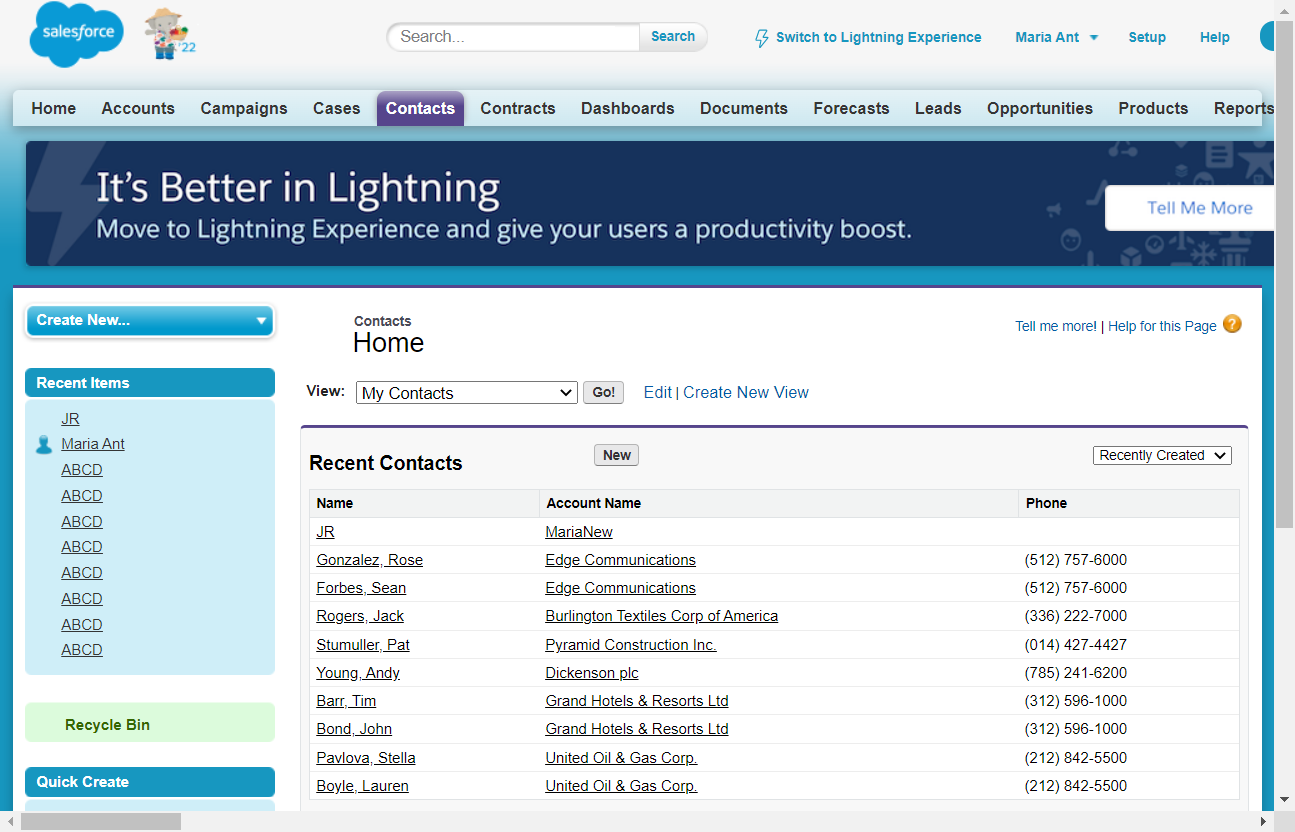 salesforce
'22
Search...
Search
Switch to Lightning Experience
Maria Ant
Setup
Help
Home Accounts Campaigns Cases Contacts Contracts Dashboards Documents Forecasts Leads Opportunities Products Reports
It's Better in Lightning
Move to Lightning Experience and give your users a productivity boost.
Tell Me More
Create New...
Contacts
Home
Tell me more! | Help for this Page ?
Recent Items
JR
Maria Ant
ABCD
ABCD
ABCD
ABCD
ABCD
ABCD
ABCD
ABCD
Recycle Bin
Quick Create
View: My Contacts Go! Edit | Create New View
Recent Contacts New Recently Created
Name Account Name Phone
JR MariaNew
Gonzalez, Rose Edge Communications (512) 757-6000
Forbes, Sean Edge Communications (512) 757-6000
Rogers, Jack Burlington Textiles Corp of America (336) 222-7000
Stumuller, Pat Pyramid Construction Inc. (014) 427-4427
Young, Andy Dickenson plc (785) 241-6200
Barr, Tim Grand Hotels & Resorts Ltd (312) 596-1000
Bond, John Grand Hotels & Resorts Ltd (312) 596-1000
Pavlova, Stella United Oil & Gas Corp. (212) 842-5500
Boyle, Lauren United Oil & Gas Corp. (212) 842-5500